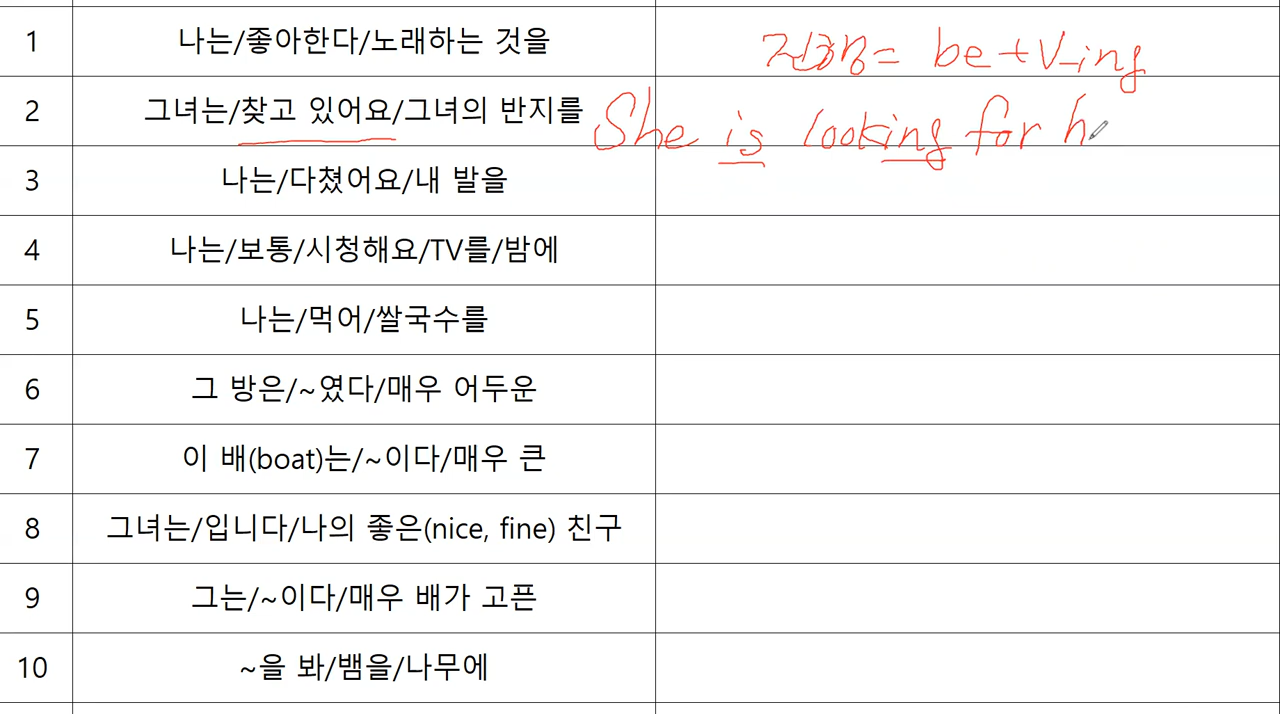 1 나는/좋아한다/노래하는 것을 진행= be+V-ing
2 그녀는/찾고 있어요/그녀의 반지를 She is looking for h
3 나는/다쳤어요/내 발을
4 나는/보통/시청해요/TV를/밤에
5 나는/먹어/쌀국수를
6 그 방은/~였다/매우 어두운
7 이 배(boat)는/~이다/매우 큰
8 그녀는/입니다/나의 좋은(nice, fine) 친구
9 그는/~이다/매우 배가 고픈
10 ~을 봐/뱀을/나무에